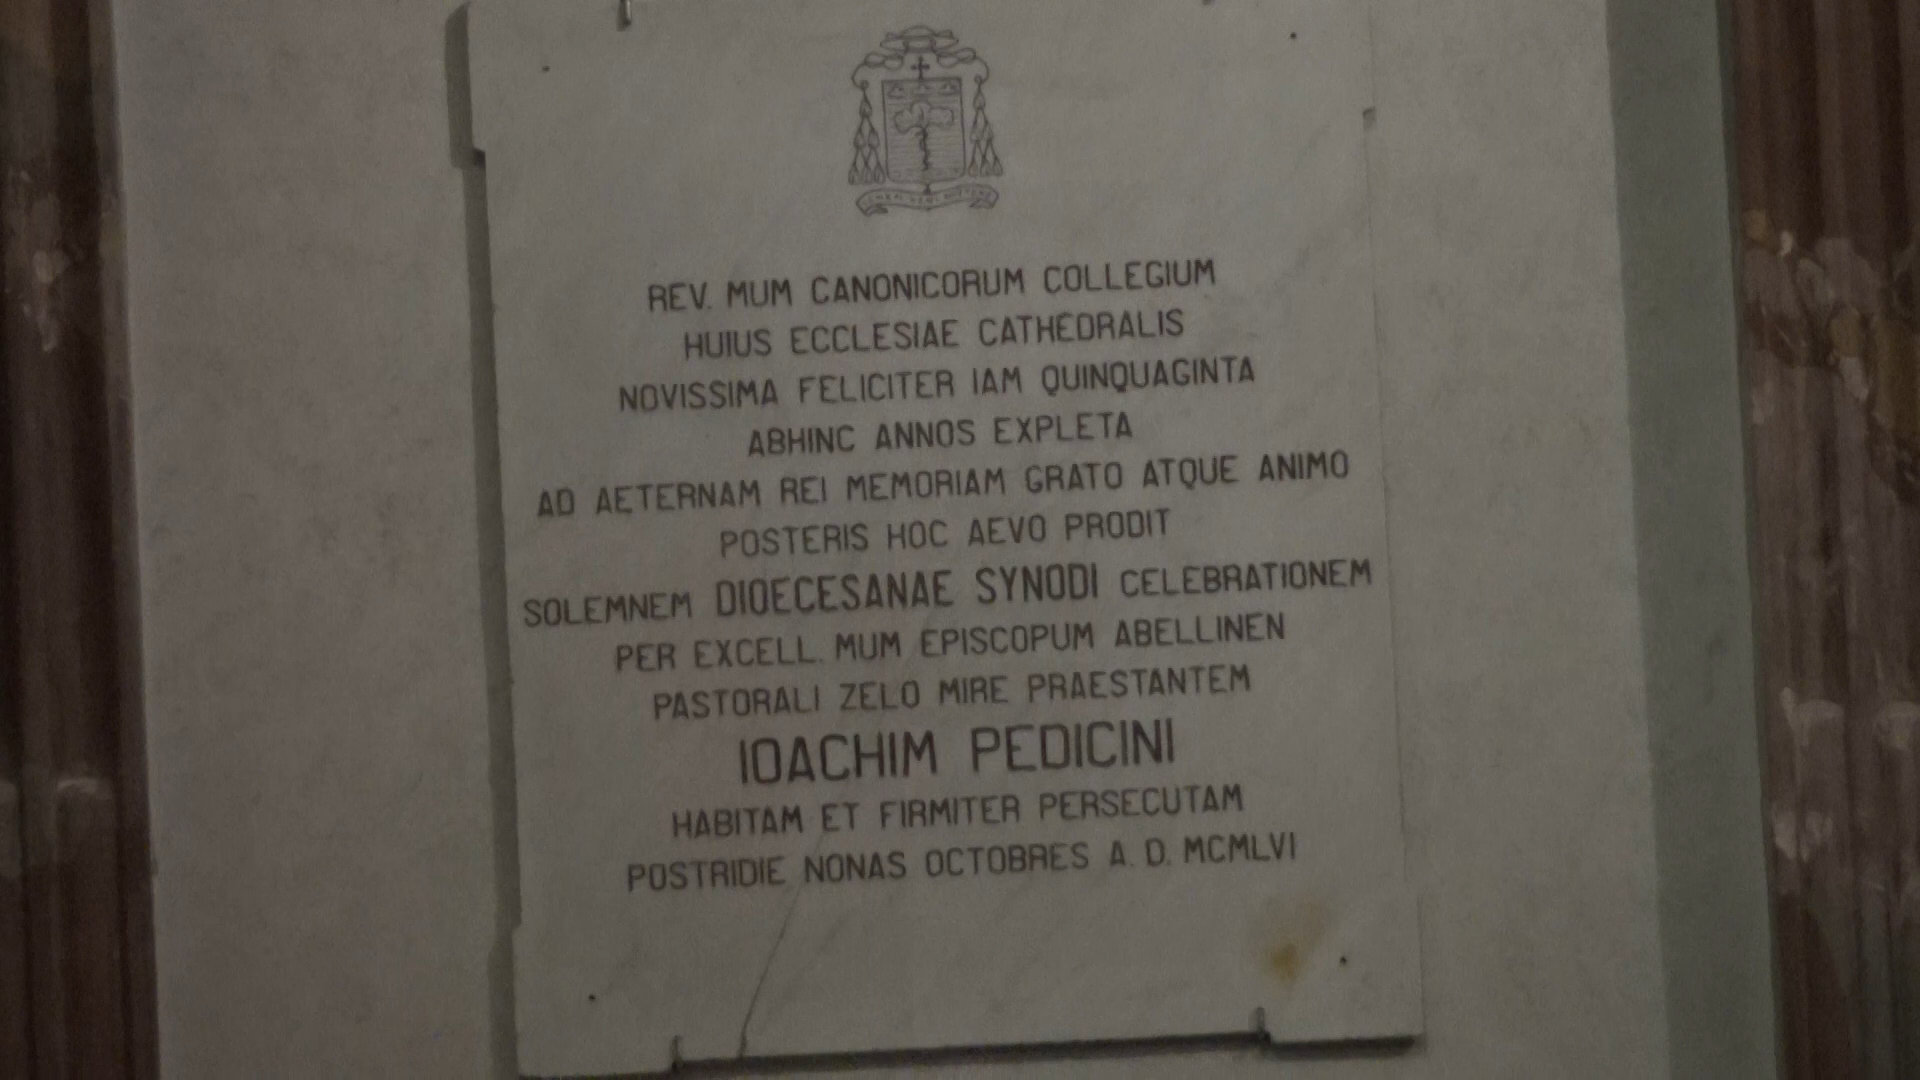 REV. MUM CANONICORUM COLLEGIUM
HUIUS ECCLESIAE CATHEDRALIS
NOVISSIMA FELICITER IAM QUINQUAGINTA
ABHINC ANNOS EXPLETA
AD AETERNAM REI MEMORIAM GRATO ATQUE ANIMO
POSTERIS HOC AEVO PRODIT
SOLEMNEM DIOECESANAE SYNODI CELEBRATIONEM
PER EXCELL. MUM EPISCOPUM ABELLINEN
PASTORALI ZELO MIRE PRAESTANTEM
IOACHIM PEDICINI
HABITAM ET FIRMITER PERSECUTAM
POSTRIDIE NONAS OCTOBRES A. D. MCMLVI